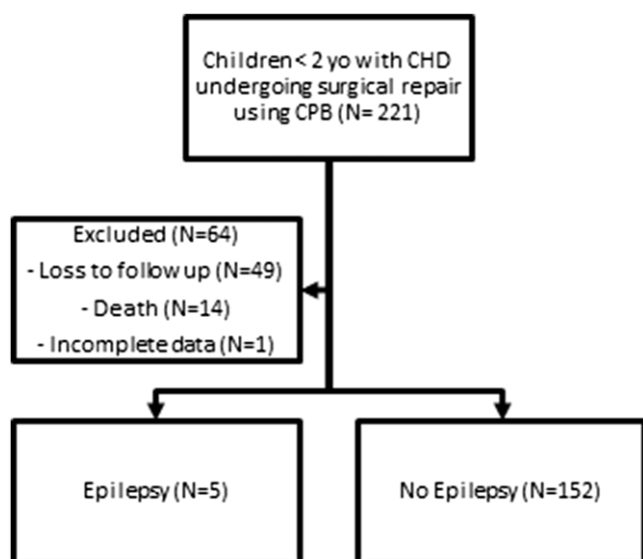 Children < 2 yo with CHD
undergoing surgical repair
using CPB (N= 221)
Excluded (N=64)
- Loss to follow up (N=49)
- Death (N=14)
- Incomplete data (N=1)
Epilepsy (N=5)
No Epilepsy (N=152)